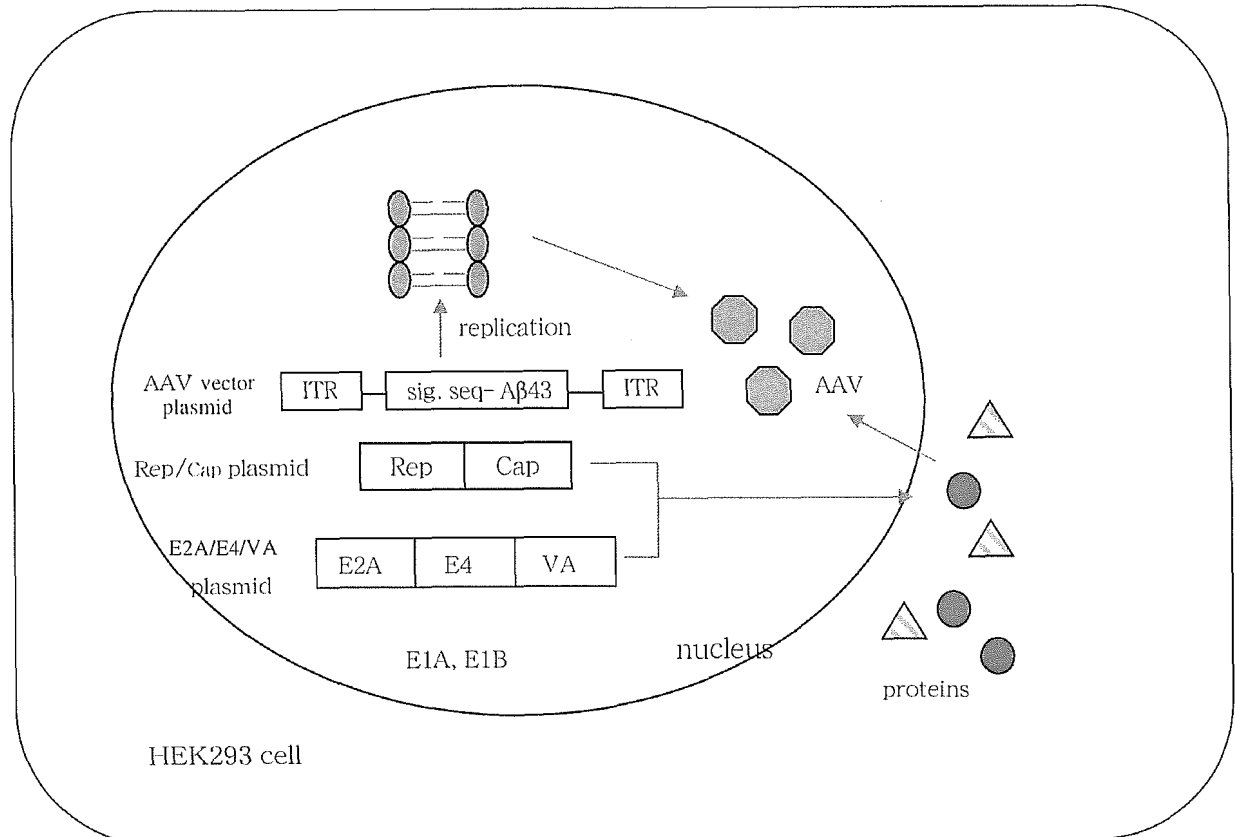 replication
AAV vector
plasmid
ITR
sig. seq- Aβ43
ITR
AAV
Rep/Cap plasmid
Rep
Cap
E2A/E4/VA
plasmid
E2A
E4
VA
E1A, E1B
nucleus
proteins
HEK293 cell